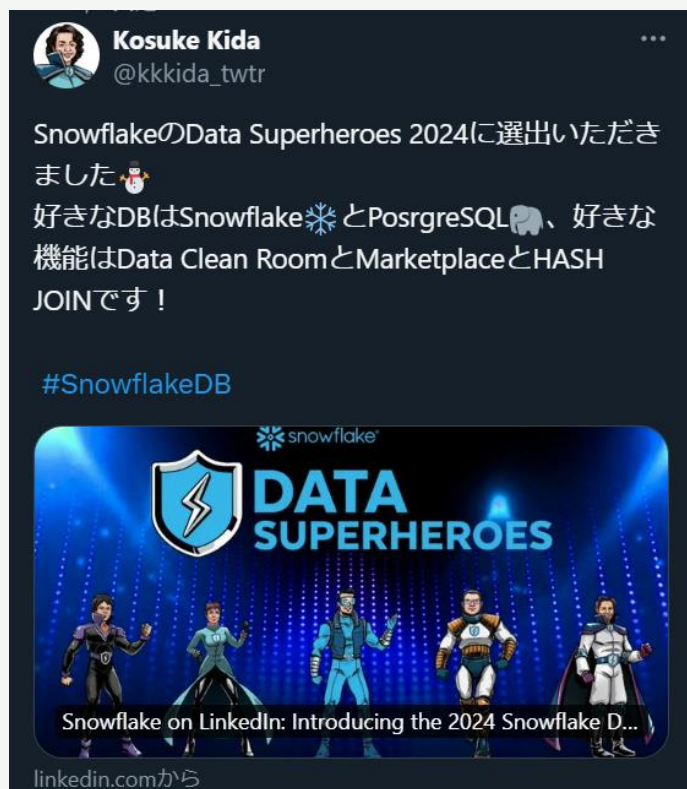 Kosuke Kida
@kkkida_twtr
SnowflakeのData Superheroes 2024に選出いただき
ました⛄
好きなDBはSnowflake❄️とPosrgreSQL🐘、好きな
機能はData Clean RoomとMarketplaceとHASH
JOINです！
#SnowflakeDB
snowflake®
DATA
SUPERHEROES
Snowflake on LinkedIn: Introducing the 2024 Snowflake D...
linkedin.comから